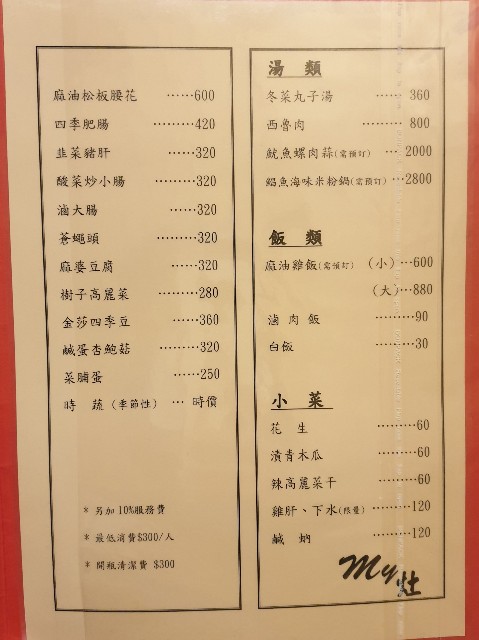 麻油松板腰花 ……600
四季肥腸 ………420
韭菜豬肝 ……320
酸菜炒小腸 ………320
滷大腸 ……320
蒼蠅頭 ………320
麻婆豆腐 ……320
樹子高麗菜 ………280
金莎四季豆 ……360
鹹蛋杏鮑菇 ………320
菜脯蛋 ……250
時 蔬 (季節性) … 時價
* 另加10%服務費
* 最低消費$300/人
* 開瓶清潔費 $300
湯 類
冬菜丸子湯 …… 360
西魯肉 ……… 800
魷魚螺肉蒜(需預訂) … 2000
鯧魚海味米粉鍋(需預訂) …2800
飯 類
麻油雞飯(需預訂) (小) …600
(大)…880
滷肉飯 ………90
白飯 ………30
小 菜
花 生 ………60
漬青木瓜 ………60
辣高麗菜干 ………60
雞肝、下水(限量) ………120
鹹 蜆 ………120
My灶